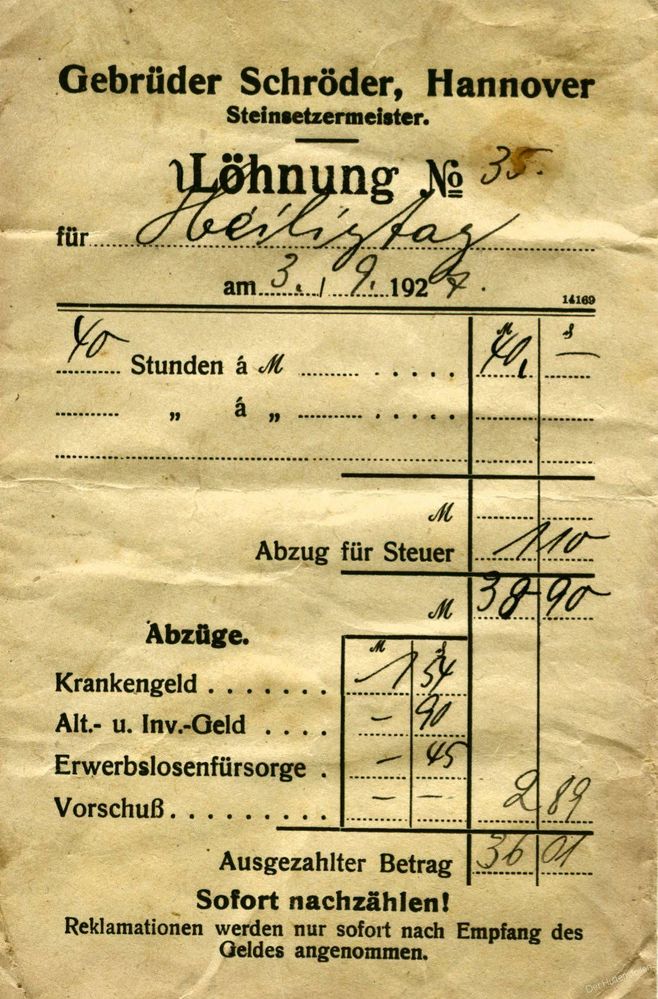 Gebrüder Schröder, Hannover
Steinsetzermeister.
Löhnung No 35.
für Heiligtag
am 3. / 9. 1927.
14169
M ₰
40 Stunden á M ........ ..... 40, —
„ á „ ........ .....
M
Abzug für Steuer 1 10
M 38 90
Abzüge.
M ₰
Krankengeld ....... 1 54
Alt.- u. Inv.-Geld .... – 90
Erwerbslosenfürsorge . – 45
Vorschuß......... – – 2 89
Ausgezahlter Betrag 36 01
Sofort nachzählen!
Reklamationen werden nur sofort nach Empfang des
Geldes angenommen.